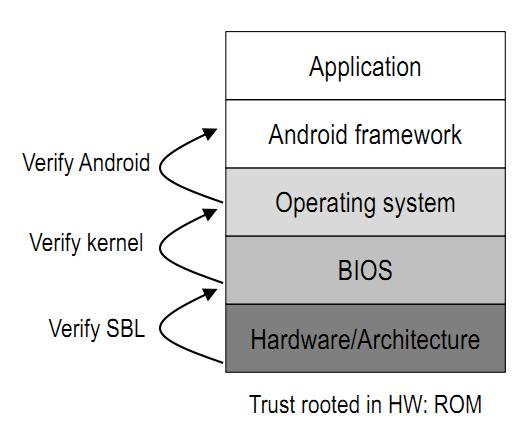 Application
Android framework
Verify Android
Operating system
Verify kernel
BIOS
Verify SBL
Hardware/Architecture
Trust rooted in HW: ROM